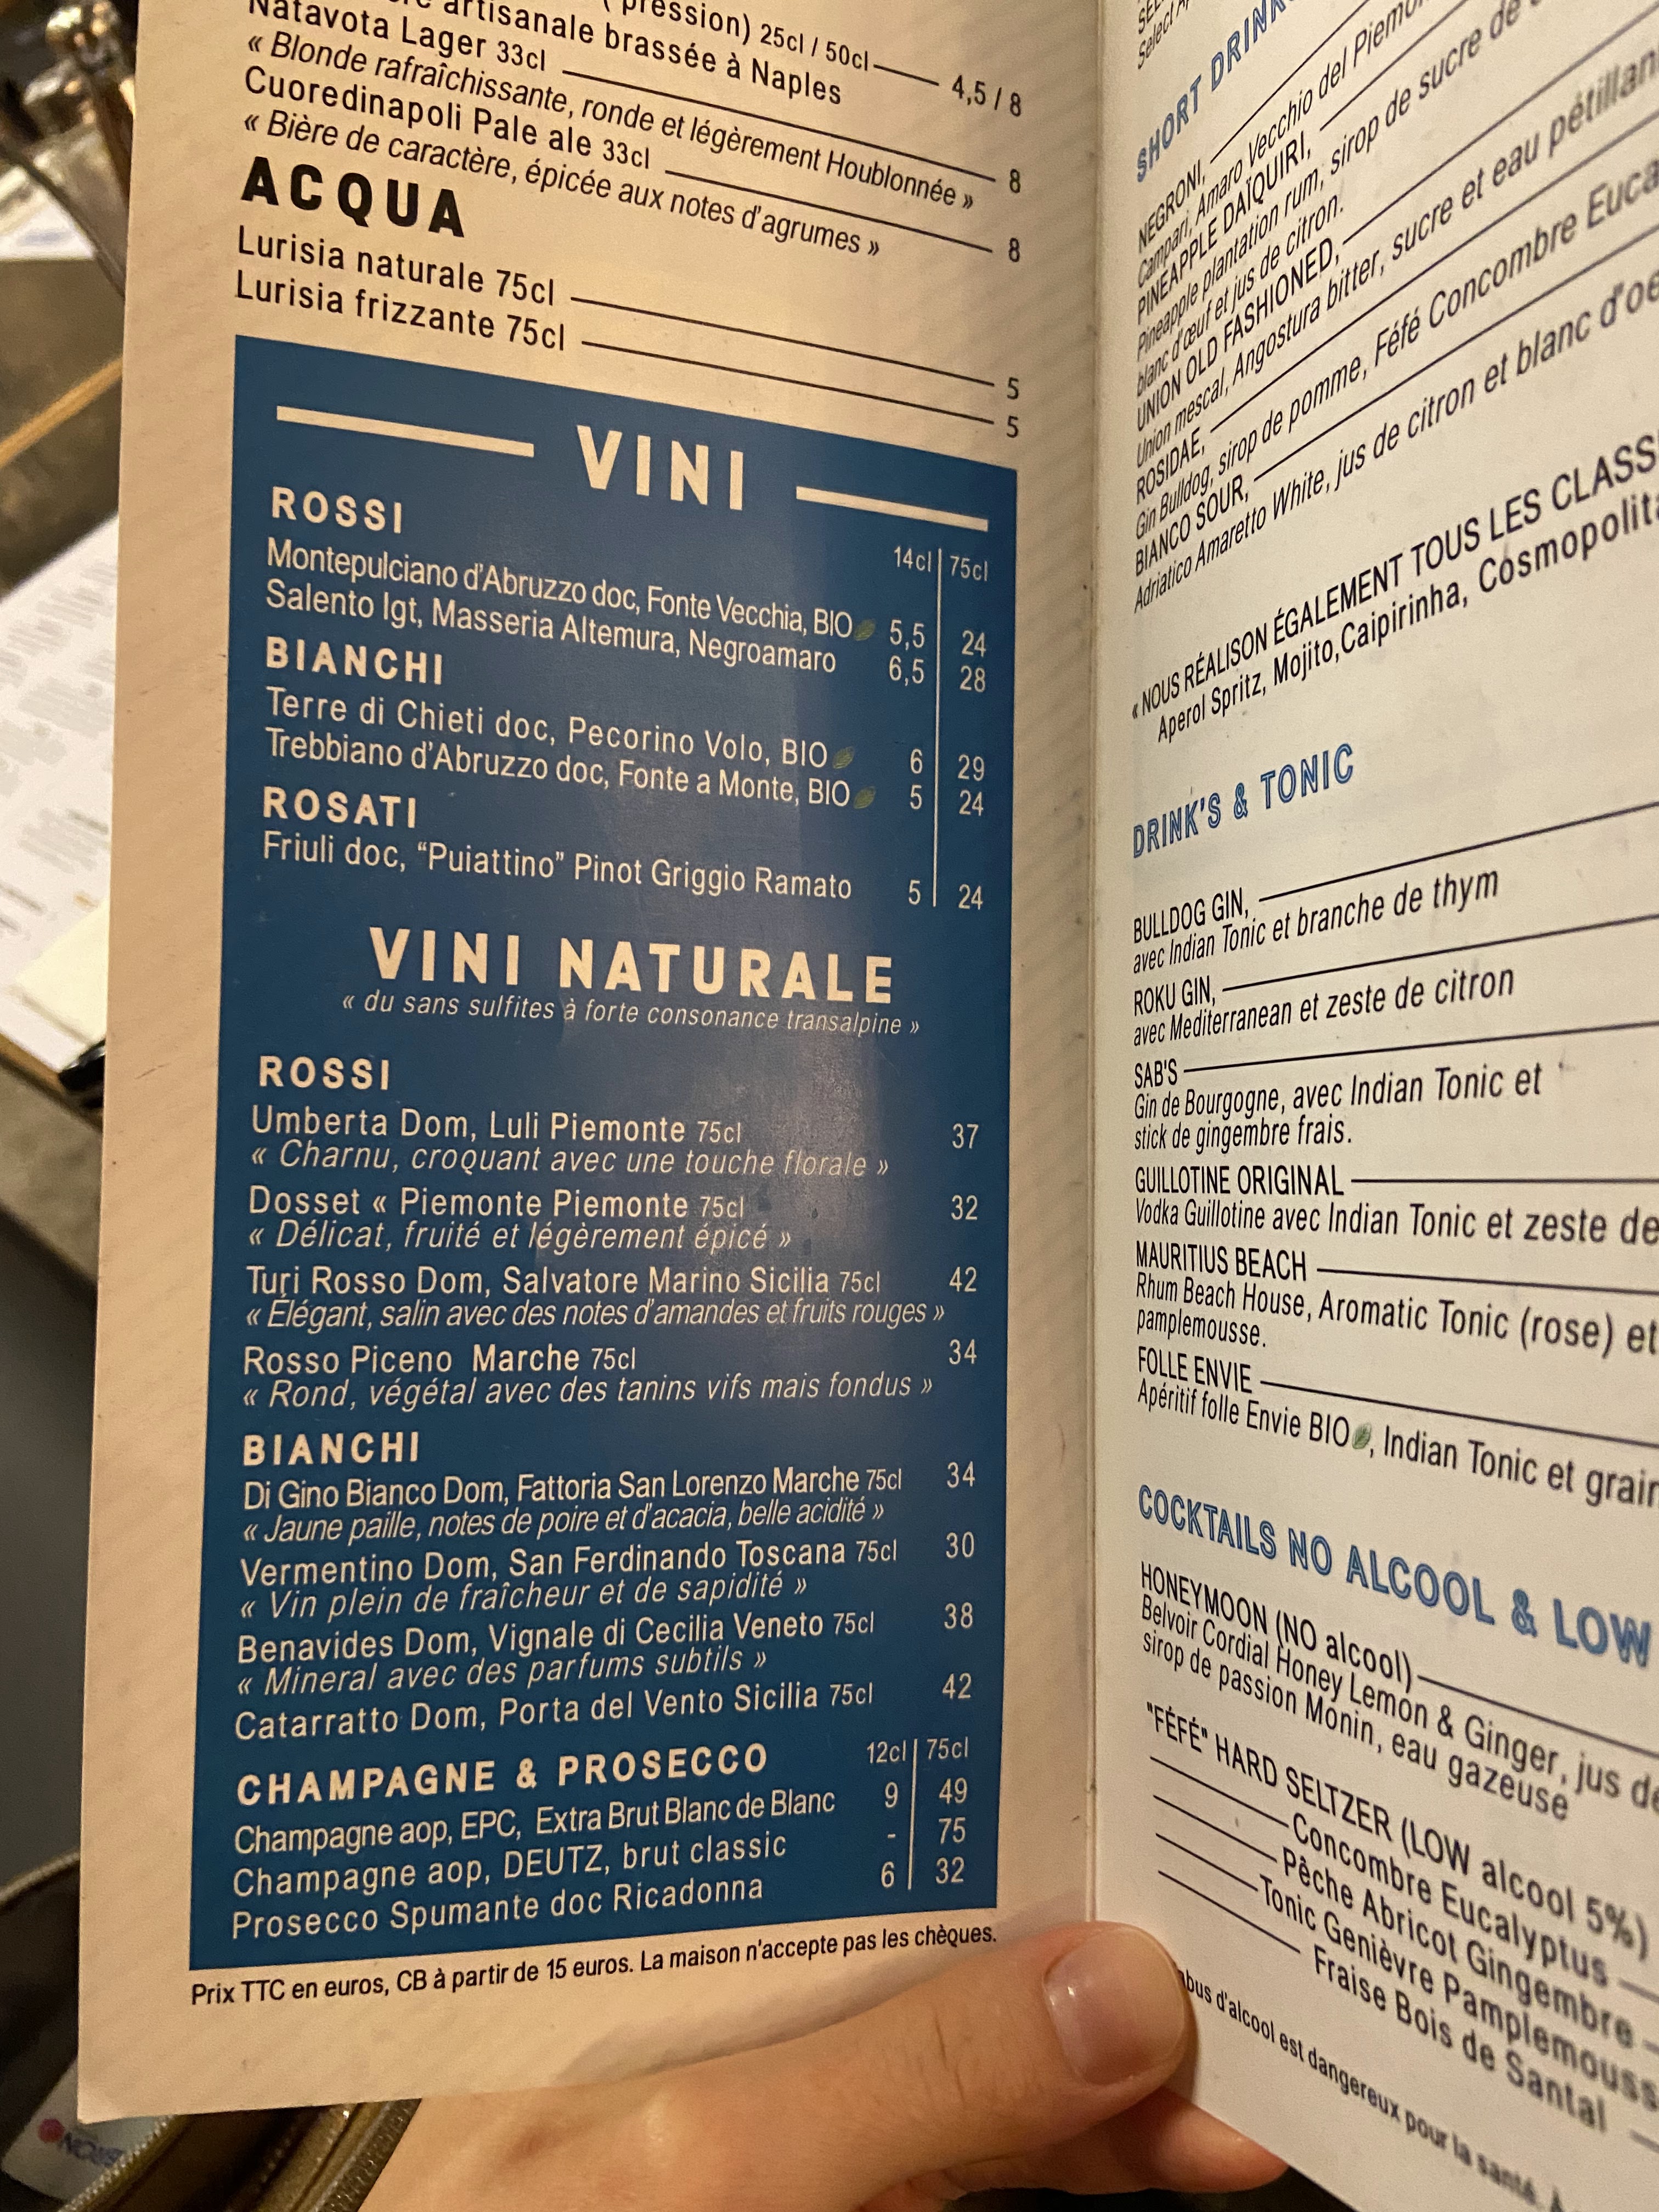 pression) 25cl / 50cl 4,5 / 8
artisanale brassée à Naples
Natavota Lager 33cl 8
« Blonde rafraîchissante, ronde et légèrement Houblonnée »
Cuoredinapoli Pale ale 33cl 8
« Bière de caractère, épicée aux notes d'agrumes »
ACQUA
Lurisia naturale 75cl 5
Lurisia frizzante 75cl 5
VINI
ROSSI 14cl 75cl
Montepulciano d'Abruzzo doc, Fonte Vecchia, BIO 5,5 24
Salento Igt, Masseria Altemura, Negroamaro 6,5 28
BIANCHI
Terre di Chieti doc, Pecorino Volo, BIO 6 29
Trebbiano d'Abruzzo doc, Fonte a Monte, BIO 5 24
ROSATI
Friuli doc, “Puiattino” Pinot Griggio Ramato 5 24
VINI NATURALE
« du sans sulfites à forte consonance transalpine »
ROSSI
Umberta Dom, Luli Piemonte 75cl 37
« Charnu, croquant avec une touche florale »
Dosset « Piemonte Piemonte 75cl 32
« Délicat, fruité et légèrement épicé »
Turi Rosso Dom, Salvatore Marino Sicilia 75cl 42
« Élégant, salin avec des notes d'amandes et fruits rouges »
Rosso Piceno Marche 75cl 34
« Rond, végétal avec des tanins vifs mais fondus »
BIANCHI
Di Gino Bianco Dom, Fattoria San Lorenzo Marche 75cl 34
« Jaune paille, notes de poire et d'acacia, belle acidité »
Vermentino Dom, San Ferdinando Toscana 75cl 30
« Vin plein de fraîcheur et de sapidité »
Benavides Dom, Vignale di Cecilia Veneto 75cl 38
« Mineral avec des parfums subtils »
Catarratto Dom, Porta del Vento Sicilia 75cl 42
CHAMPAGNE & PROSECCO 12cl 75cl
Champagne aop, EPC, Extra Brut Blanc de Blanc 9 49
Champagne aop, DEUTZ, brut classic - 75
Prosecco Spumante doc Ricadonna 6 32
Prix TTC en euros, CB à partir de 15 euros. La maison n'accepte pas les chèques.
Select
SHORT DRINK
NEGRONI,
Campari, Amaro Vecchio del Piemo
PINEAPPLE DAÏQUIRI,
Pineapple plantation rum, sirop de sucre de
blanc d'œuf et jus de citron.
UNION OLD FASHIONED,
Union mescal, Angostura bitter, sucre et eau pétillan
ROSIDAE,
Gin Bulldog, sirop de pomme, Féfé Concombre Euca
BIANCO SOUR,
Adriatico Amaretto White, jus de citron et blanc d'oe
« NOUS RÉALISON ÉGALEMENT TOUS LES CLASS
Aperol Spritz, Mojito,Caipirinha, Cosmopolit
DRINK'S & TONIC
BULLDOG GIN,
avec Indian Tonic et branche de thym
ROKU GIN,
avec Mediterranean et zeste de citron
SAB'S
Gin de Bourgogne, avec Indian Tonic et
stick de gingembre frais.
GUILLOTINE ORIGINAL
Vodka Guillotine avec Indian Tonic et zeste de
MAURITIUS BEACH
Rhum Beach House, Aromatic Tonic (rose) et
pamplemousse.
FOLLE ENVIE
Apéritif folle Envie BIO, Indian Tonic et grain
COCKTAILS NO ALCOOL & LOW
HONEYMOON (NO alcool)
Belvoir Cordial Honey Lemon & Ginger, jus de
sirop de passion Monin, eau gazeuse
"FÉFÉ" HARD SELTZER (LOW alcool 5%)
Concombre Eucalyptus
Pêche Abricot Gingembre
Tonic Genièvre Pamplemouss
Fraise Bois de Santal
abus d'alcool est dangereux pour la santé. À